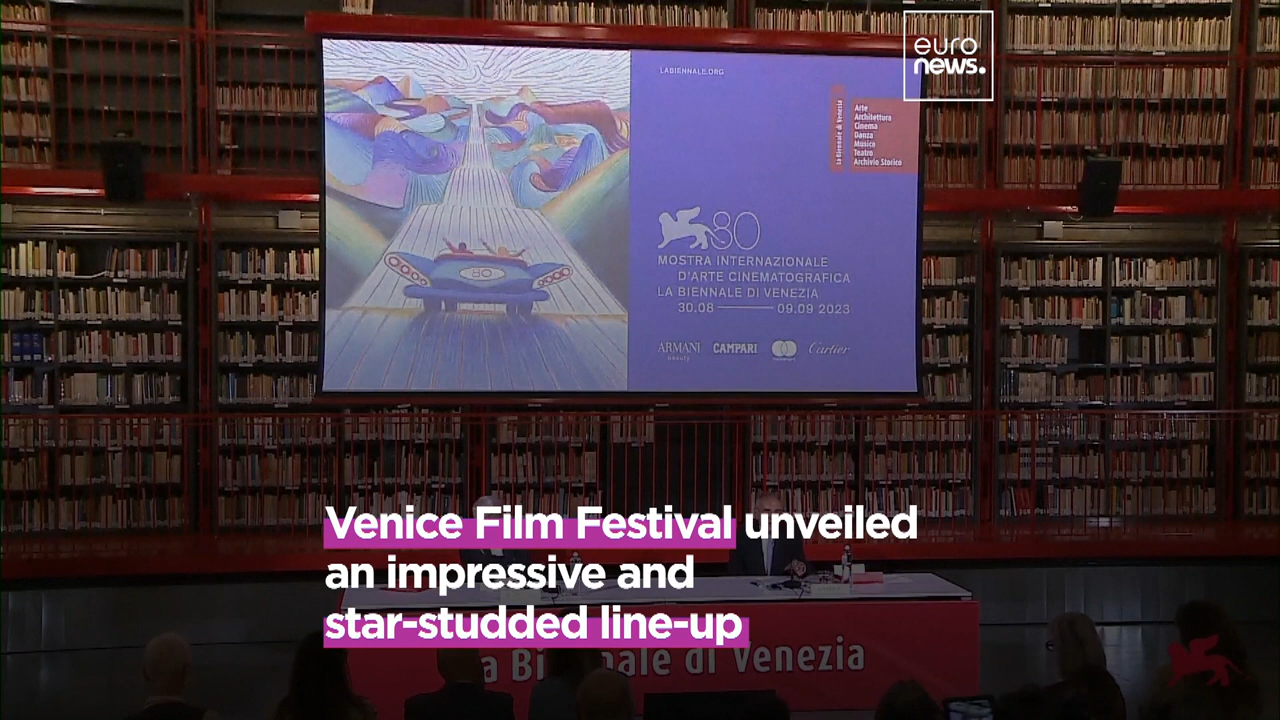 euro
news.
LABIENNALE.ORG
La Biennale di Venezia
Arte
Architettura
Cinema
Danza
Musica
Teatro
Archivio Storico
80
MOSTRA INTERNAZIONALE
D'ARTE CINEMATOGRAFICA
LA BIENNALE DI VENEZIA
30.08 09.09 2023
ARMANI
beauty
CAMPARI
Cartier
Venice Film Festival unveiled
an impressive and
star-studded line-up
La Biennale di Venezia